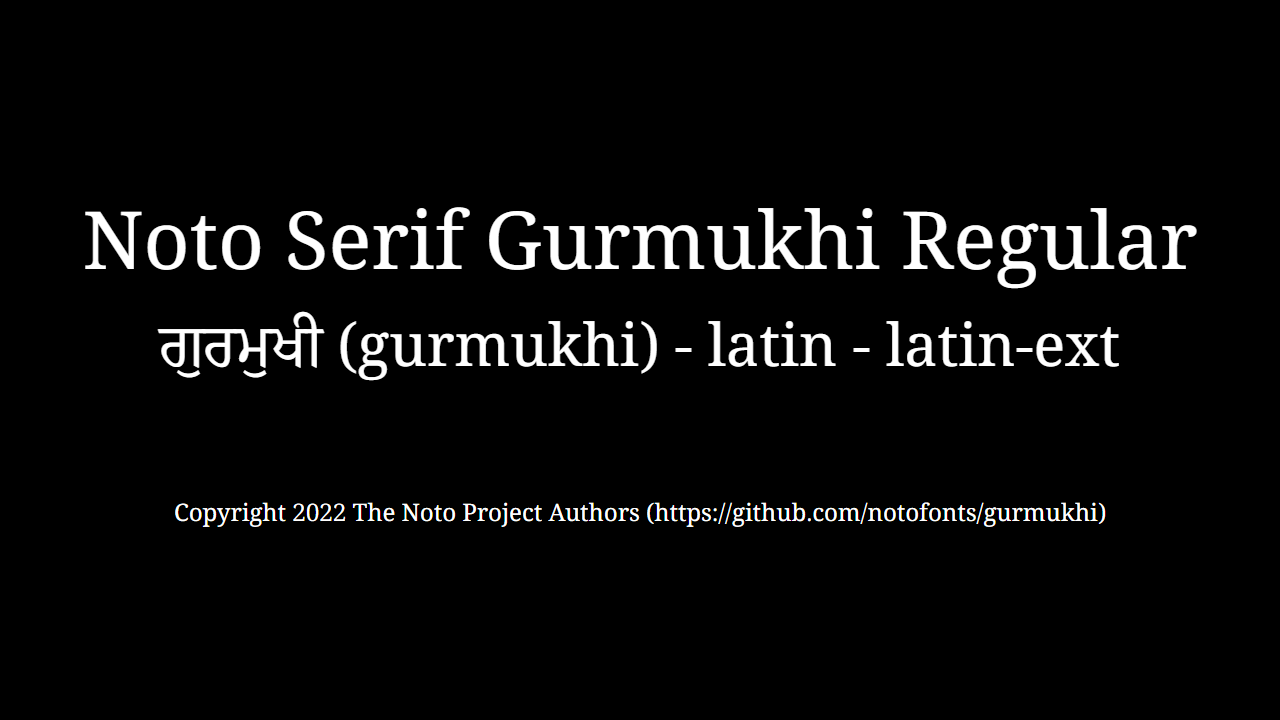 Noto Serif Gurmukhi Regular
ਗੁਰਮੁਖੀ (gurmukhi) - latin - latin-ext
Copyright 2022 The Noto Project Authors (https://github.com/notofonts/gurmukhi)